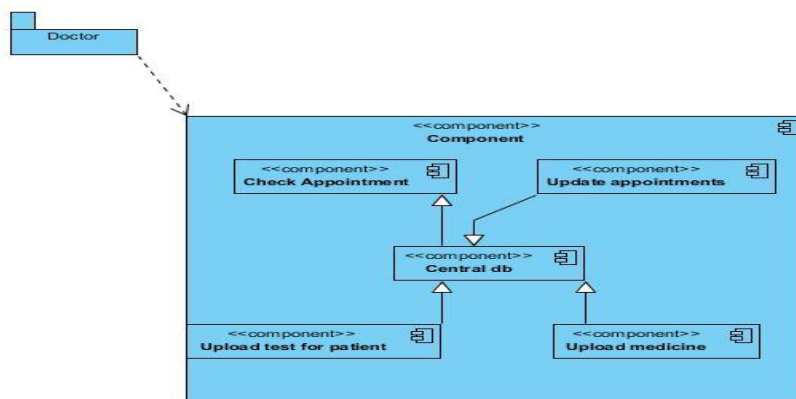 Doctor
<<component>>
Component
<<component>>
Check Appointment
<<component>>
Update appointments
<<component>>
Central db
<<component>>
Upload test for patient
<<component>>
Upload medicine